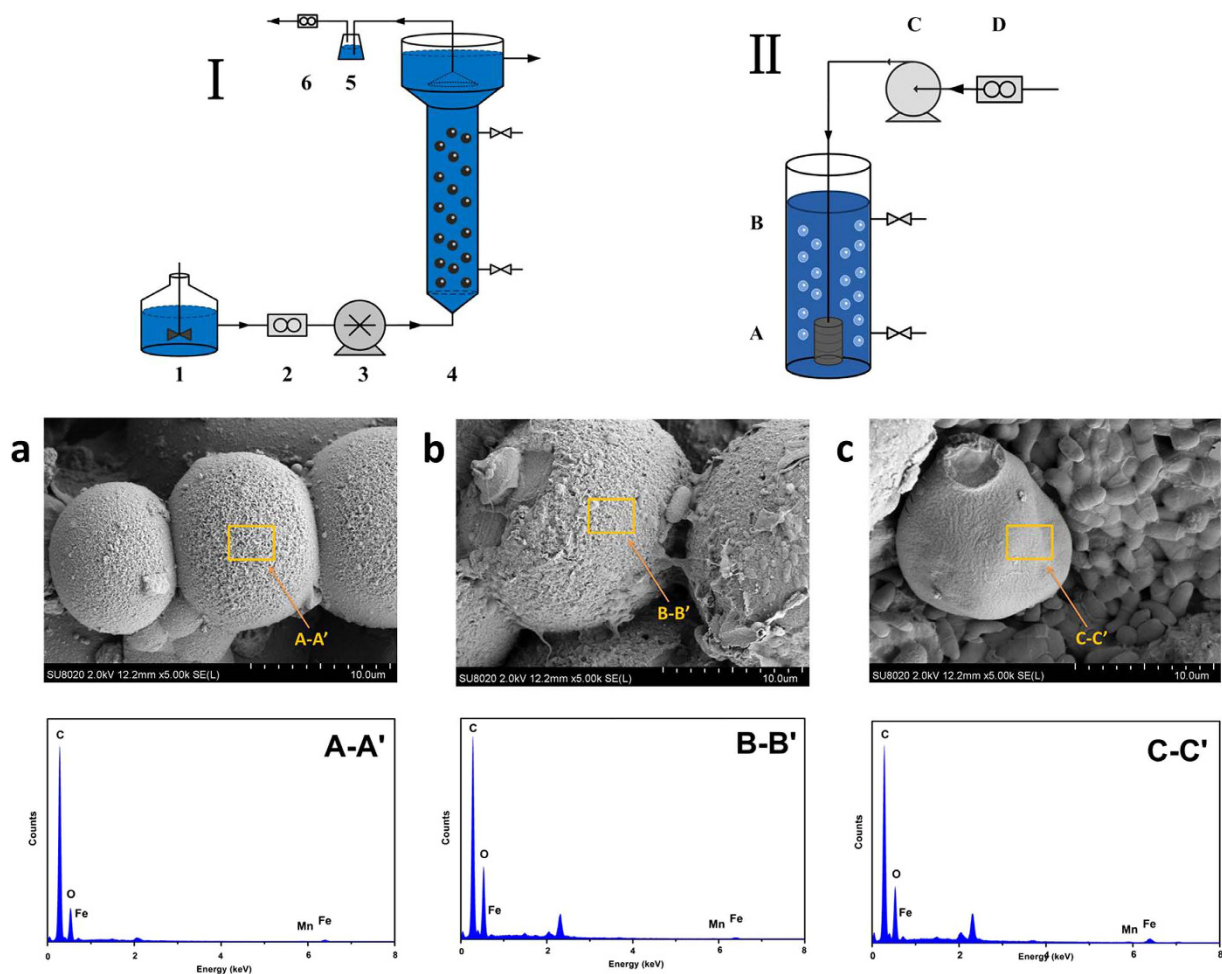 I
6 5
1 2 3 4
II
C D
B
A
a
A-A'
SU8020 2.0kV 12.2mm x5.00k SE(L) 10.0um
b
B-B'
SU8020 2.0kV 12.2mm x5.00k SE(L) 10.0um
c
C-C'
SU8020 2.0kV 12.2mm x5.00k SE(L) 10.0um
A-A'
C
O
Fe
Mn Fe
Counts
0 2 4 6 8
Energy (keV)
B-B'
C
O
Fe
Mn Fe
Counts
0 2 4 6 8
Energy (keV)
C-C'
C
O
Fe
Mn Fe
Counts
0 2 4 6 8
Energy (keV)